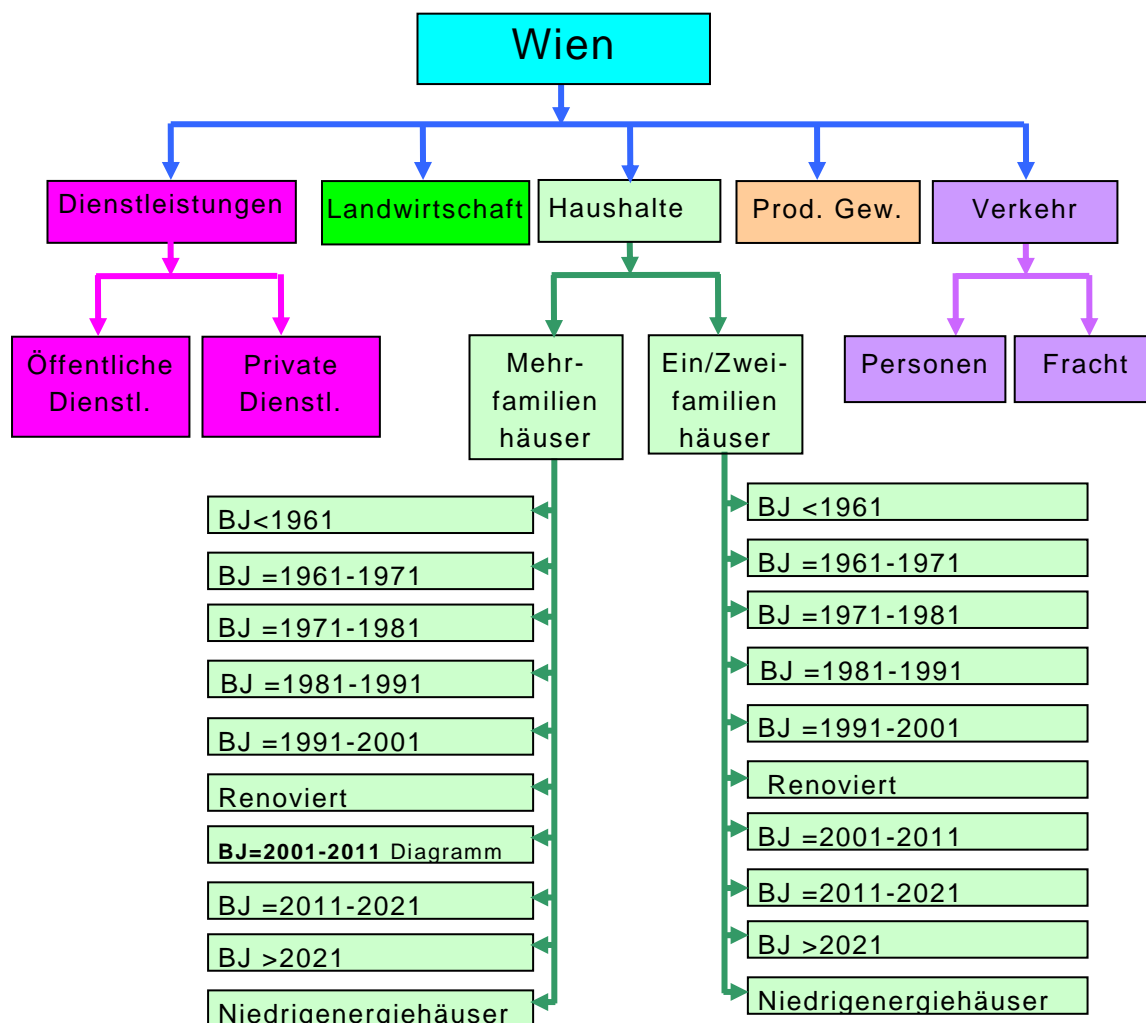 Wien
Dienstleistungen
Landwirtschaft
Haushalte
Prod. Gew.
Verkehr
Öffentliche
Dienstl.
Private
Dienstl.
Mehr-
familien
häuser
Ein/Zwei-
familien
häuser
Personen
Fracht
BJ<1961
BJ =1961-1971
BJ =1971-1981
BJ =1981-1991
BJ =1991-2001
Renoviert
BJ=2001-2011 Diagramm
BJ =2011-2021
BJ >2021
Niedrigenergiehäuser
BJ <1961
BJ =1961-1971
BJ =1971-1981
BJ =1981-1991
BJ =1991-2001
Renoviert
BJ =2001-2011
BJ =2011-2021
BJ >2021
Niedrigenergiehäuser